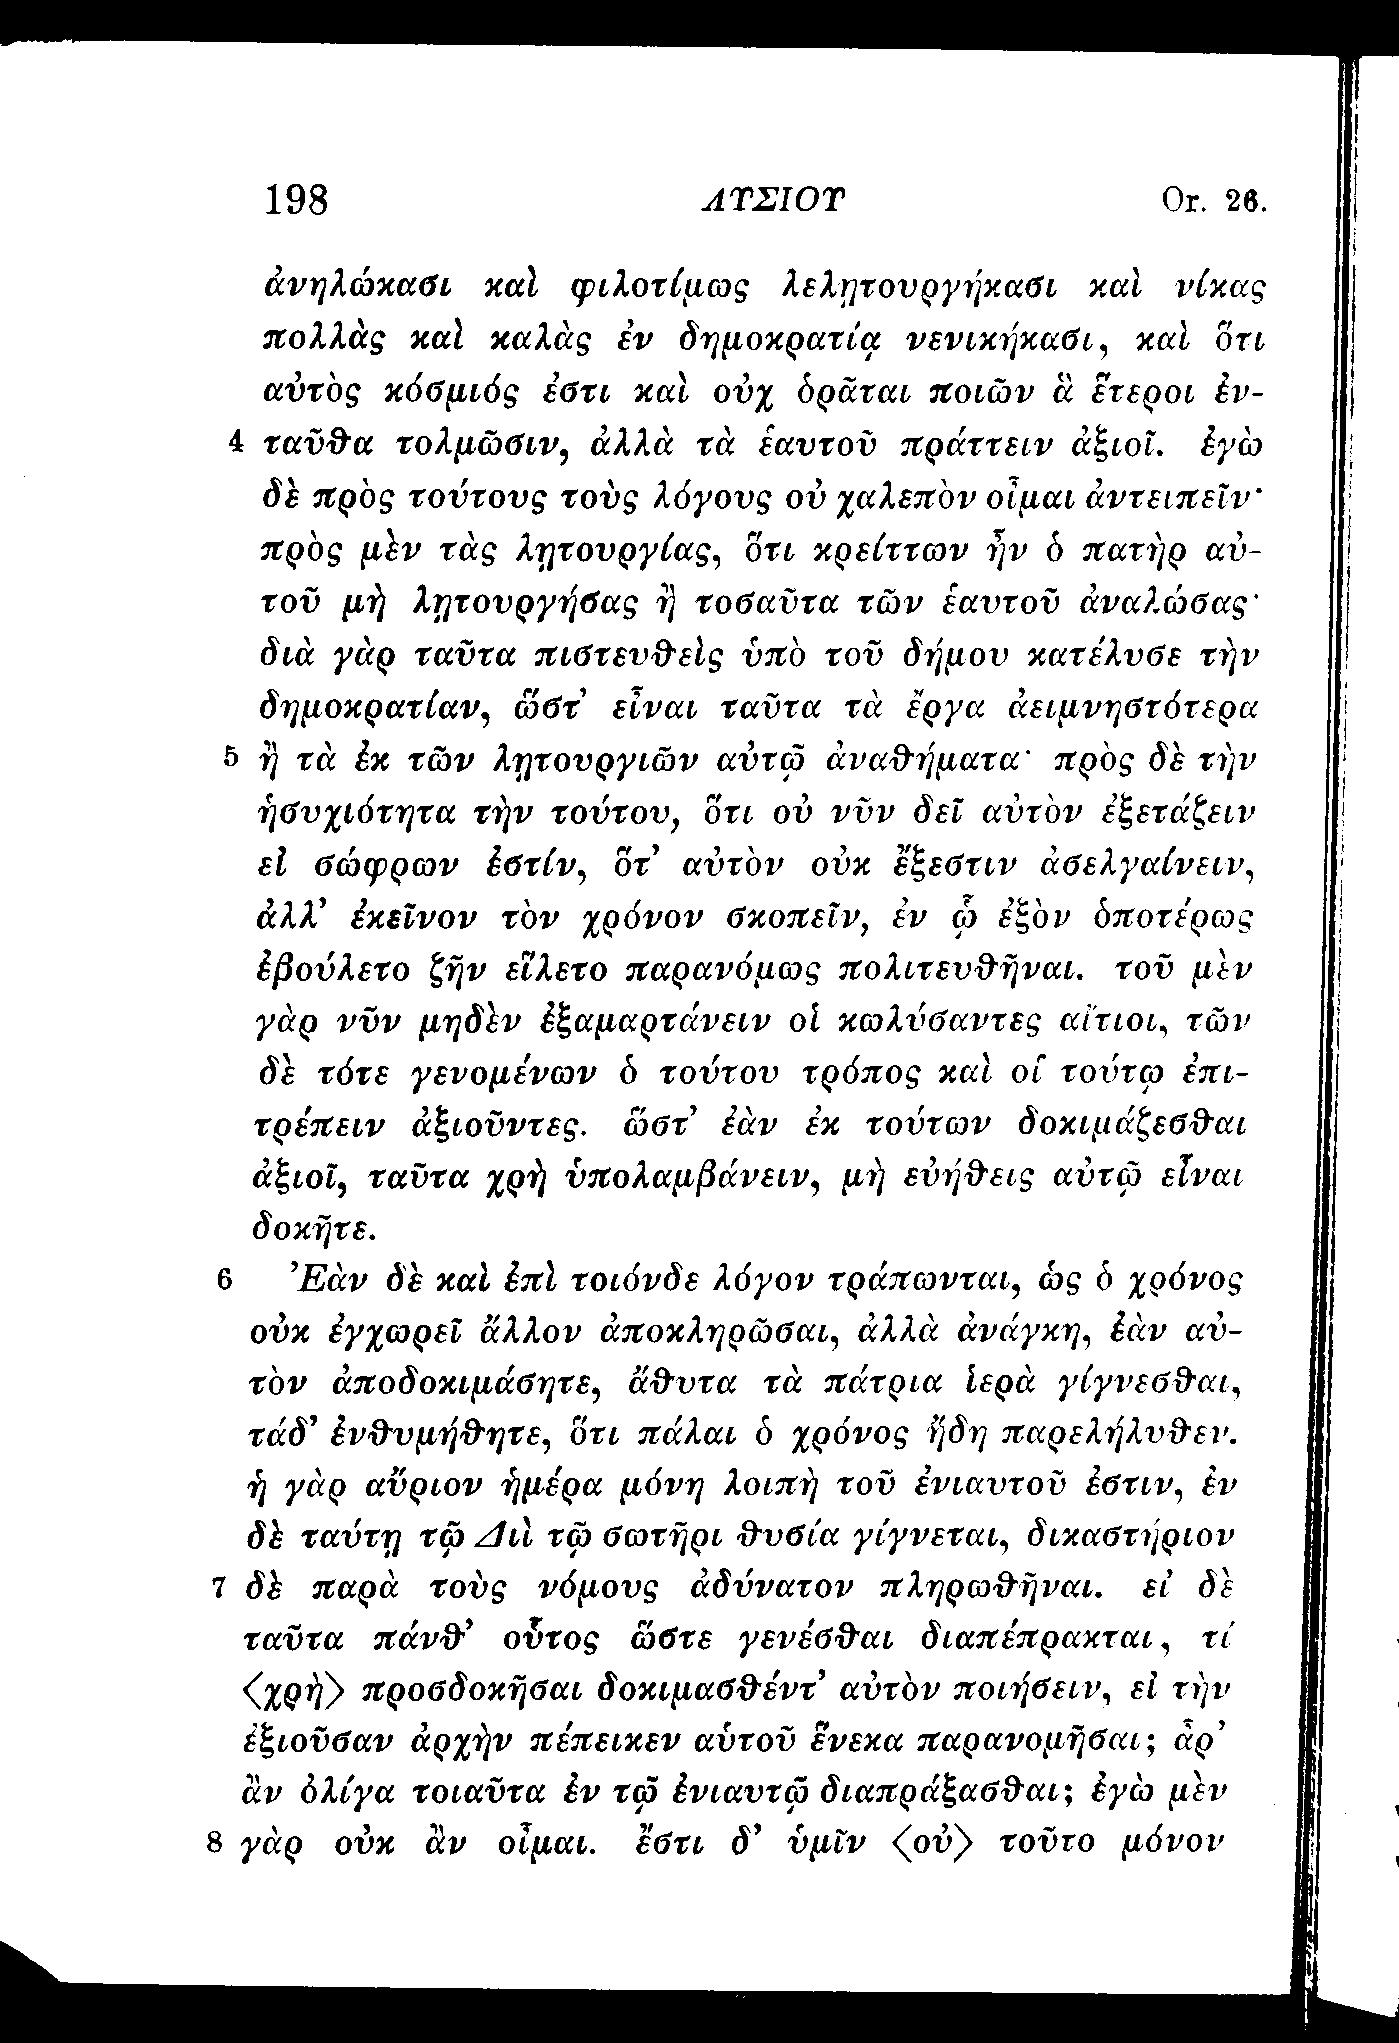 198 ΛΥΣΙΟΥ Or. 26.
ἀνηλώκασι καὶ φιλοτίμως λελῃτουργήκασι καὶ νίκας
πολλὰς καὶ καλὰς ἐν δημοκρατίᾳ νενικήκασι, καὶ ὅτι
αὐτὸς κόσμιός ἐστι καὶ οὐχ ὁρᾶται ποιῶν ἃ ἕτεροι ἐν-
4 ταῦθα τολμῶσιν, ἀλλὰ τὰ ἑαυτοῦ πράττειν ἀξιοῖ. ἐγὼ
δὲ πρὸς τούτους τοὺς λόγους οὐ χαλεπὸν οἶμαι ἀντειπεῖν·
πρὸς μὲν τὰς λῃτουργίας, ὅτι κρείττων ἦν ὁ πατὴρ αὐ-
τοῦ μὴ λῃτουργήσας ἢ τοσαῦτα τῶν ἑαυτοῦ ἀναλώσας·
διὰ γὰρ ταῦτα πιστευθεὶς ὑπὸ τοῦ δήμου κατέλυσε τὴν
δημοκρατίαν, ὥστ’ εἶναι ταῦτα τὰ ἔργα ἀειμνηστότερα
5 ἢ τὰ ἐκ τῶν λῃτουργιῶν αὐτῷ ἀναθήματα· πρὸς δὲ τὴν
ἡσυχιότητα τὴν τούτου, ὅτι οὐ νῦν δεῖ αὐτὸν ἐξετάζειν
εἰ σώφρων ἐστίν, ὅτ’ αὐτὸν οὐκ ἔξεστιν ἀσελγαίνειν,
ἀλλ’ ἐκεῖνον τὸν χρόνον σκοπεῖν, ἐν ᾧ ἐξὸν ὁποτέρως
ἐβούλετο ζῆν εἵλετο παρανόμως πολιτευθῆναι. τοῦ μὲν
γὰρ νῦν μηδὲν ἐξαμαρτάνειν οἱ κωλύσαντες αἴτιοι, τῶν
δὲ τότε γενομένων ὁ τούτου τρόπος καὶ οἵ τούτῳ ἐπι-
τρέπειν ἀξιοῦντες. ὥστ’ ἐὰν ἐκ τούτων δοκιμάζεσθαι
ἀξιοῖ, ταῦτα χρὴ ὑπολαμβάνειν, μὴ εὐήθεις αὐτῷ εἶναι
δοκῆτε.
6 Ἐὰν δὲ καὶ ἐπὶ τοιόνδε λόγον τράπωνται, ὡς ὁ χρόνος
οὐκ ἐγχωρεῖ ἄλλον ἀποκληρῶσαι, ἀλλὰ ἀνάγκη, ἐὰν αὐ-
τὸν ἀποδοκιμάσητε, ἄθυτα τὰ πάτρια ἱερὰ γίγνεσθαι,
τάδ’ ἐνθυμήθητε, ὅτι πάλαι ὁ χρόνος ἤδη παρελήλυθεν.
ἡ γὰρ αὔριον ἡμέρα μόνη λοιπὴ τοῦ ἐνιαυτοῦ ἐστιν, ἐν
δὲ ταύτῃ τῷ Διὶ τῷ σωτῆρι θυσία γίγνεται, δικαστήριον
7 δὲ παρὰ τοὺς νόμους ἀδύνατον πληρωθῆναι. εἰ δὲ
ταῦτα πάνθ’ οὗτος ὥστε γενέσθαι διαπέπρακται, τί
⟨χρὴ⟩ προσδοκῆσαι δοκιμασθέντ’ αὐτὸν ποιήσειν, εἰ τὴν
ἐξιοῦσαν ἀρχὴν πέπεικεν αὑτοῦ ἕνεκα παρανομῆσαι; ἆρ’
ἂν ὀλίγα τοιαῦτα ἐν τῷ ἐνιαυτῷ διαπράξασθαι; ἐγὼ μὲν
8 γὰρ οὐκ ἂν οἶμαι. ἔστι δ’ ὑμῖν ⟨οὐ⟩ τοῦτο μόνον